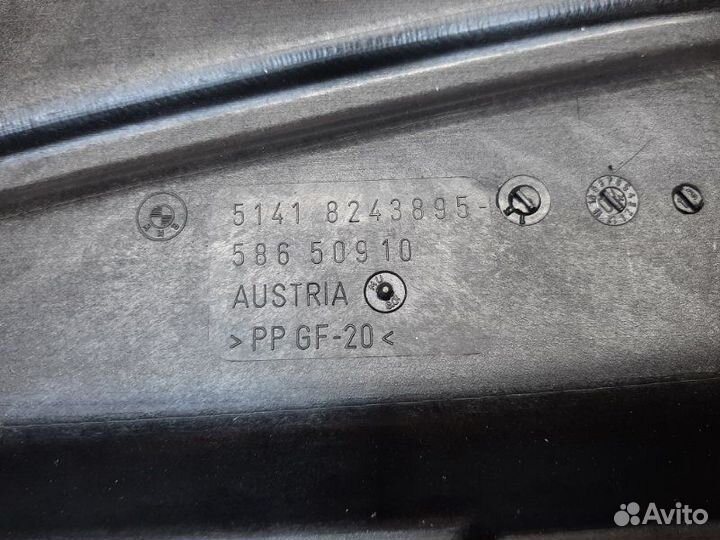 5141 8243895-
586 50910
AUSTRIA
>PP GF-20<
Avito